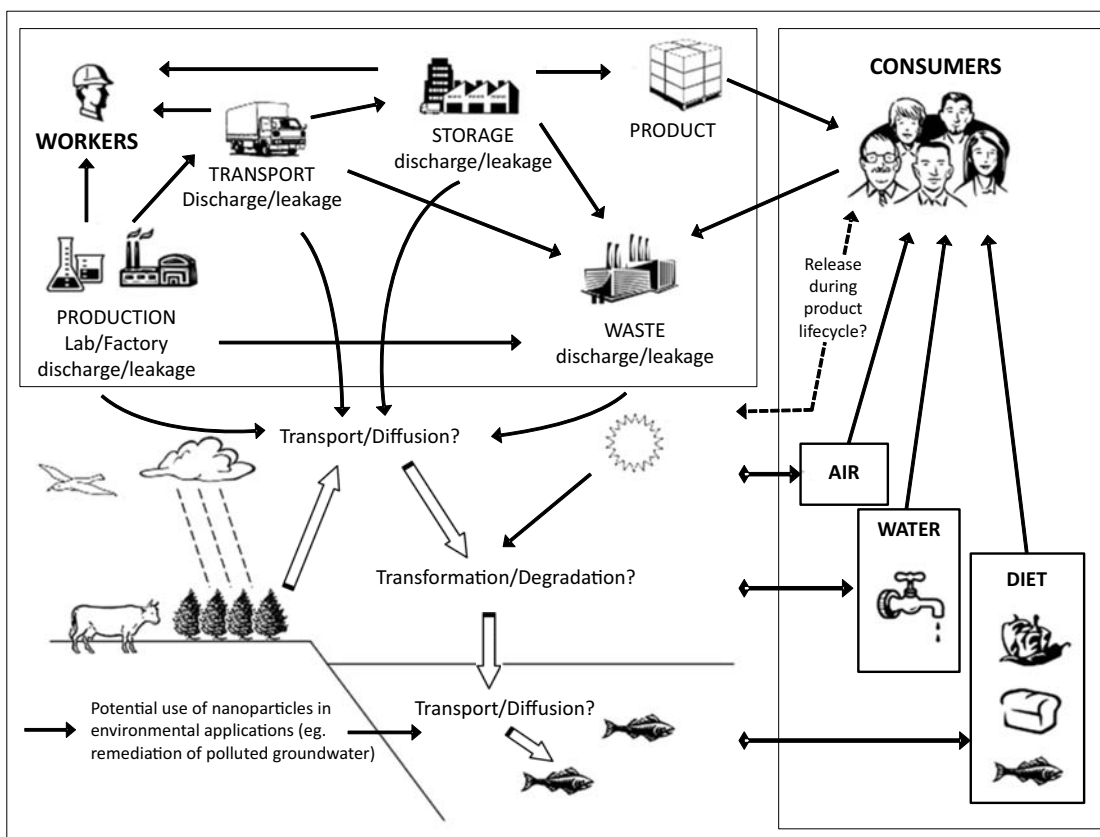 CONSUMERS
WORKERS
STORAGE
discharge/leakage
PRODUCT
TRANSPORT
Discharge/leakage
PRODUCTION
Lab/Factory
discharge/leakage
WASTE
discharge/leakage
Release
during
product
lifecycle?
Transport/Diffusion?
AIR
WATER
Transformation/Degradation?
DIET
Potential use of nanoparticles in
environmental applications (eg.
remediation of polluted groundwater)
Transport/Diffusion?